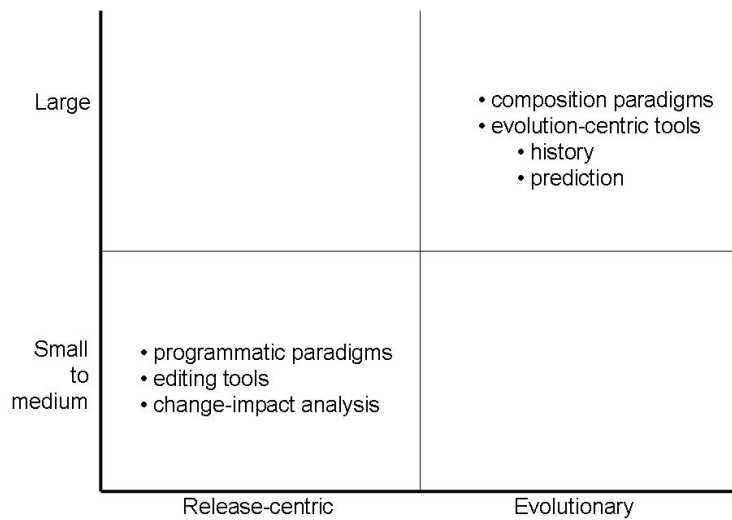 Large
• composition paradigms
• evolution-centric tools
• history
• prediction
Small
to
medium
• programmatic paradigms
• editing tools
• change-impact analysis
Release-centric
Evolutionary